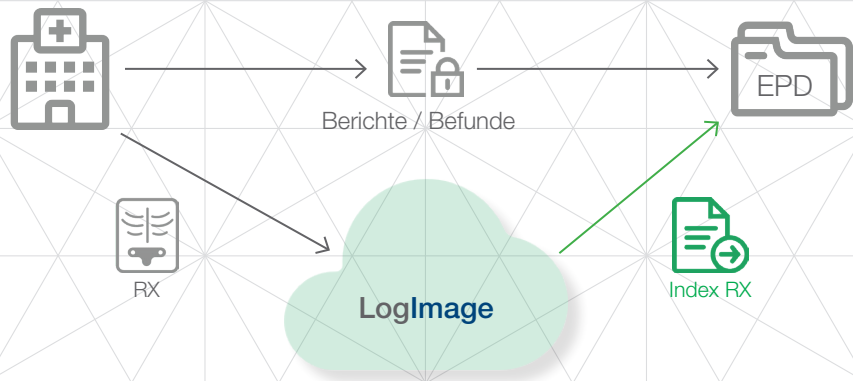 EPD
Berichte / Befunde
RX
Index RX
LogImage